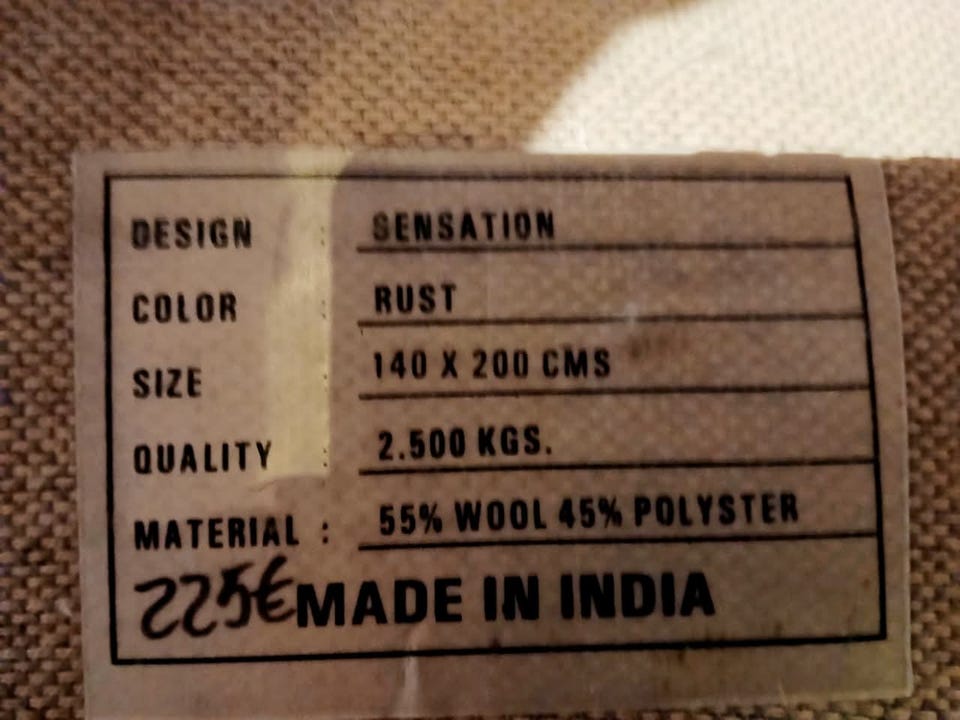 DESIGN : SENSATION
COLOR RUST
SIZE : 140 X 200 CMS
QUALITY : 2.500 KGS.
MATERIAL : 55% WOOL 45% POLYSTER
225€ MADE IN INDIA